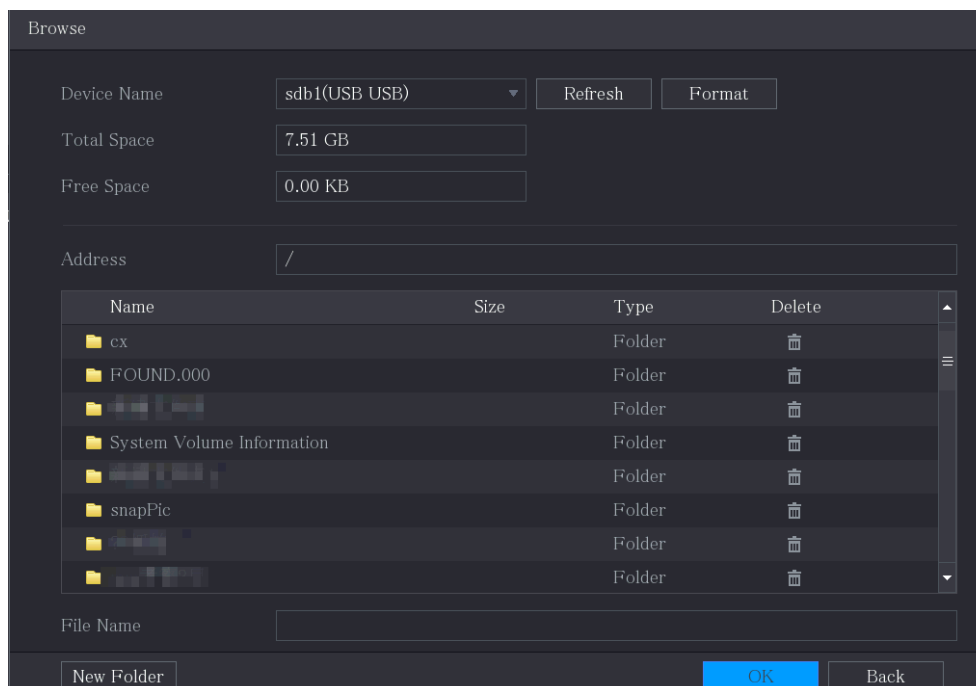 Browse
Device Name sdb1(USB USB) Refresh Format
Total Space 7.51 GB
Free Space 0.00 KB
Address /
Name Size Type Delete
cx Folder
FOUND.000 Folder
Folder
System Volume Information Folder
Folder
snapPic Folder
Folder
Folder
File Name
New Folder OK Back